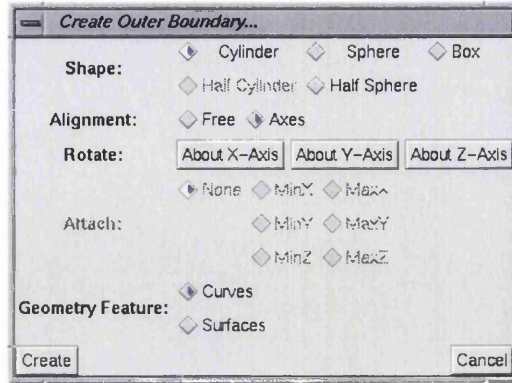 Create Outer Boundary...
Shape: Cylinder Sphere Box
Half Cylinder Half Sphere
Alignment: Free Axes
Rotate: About X-Axis About Y-Axis About Z-Axis
None MinX
Attach: MinY MaxY
MinZ MaxZ
Geometry Feature: Curves
Surfaces
Create Cancel